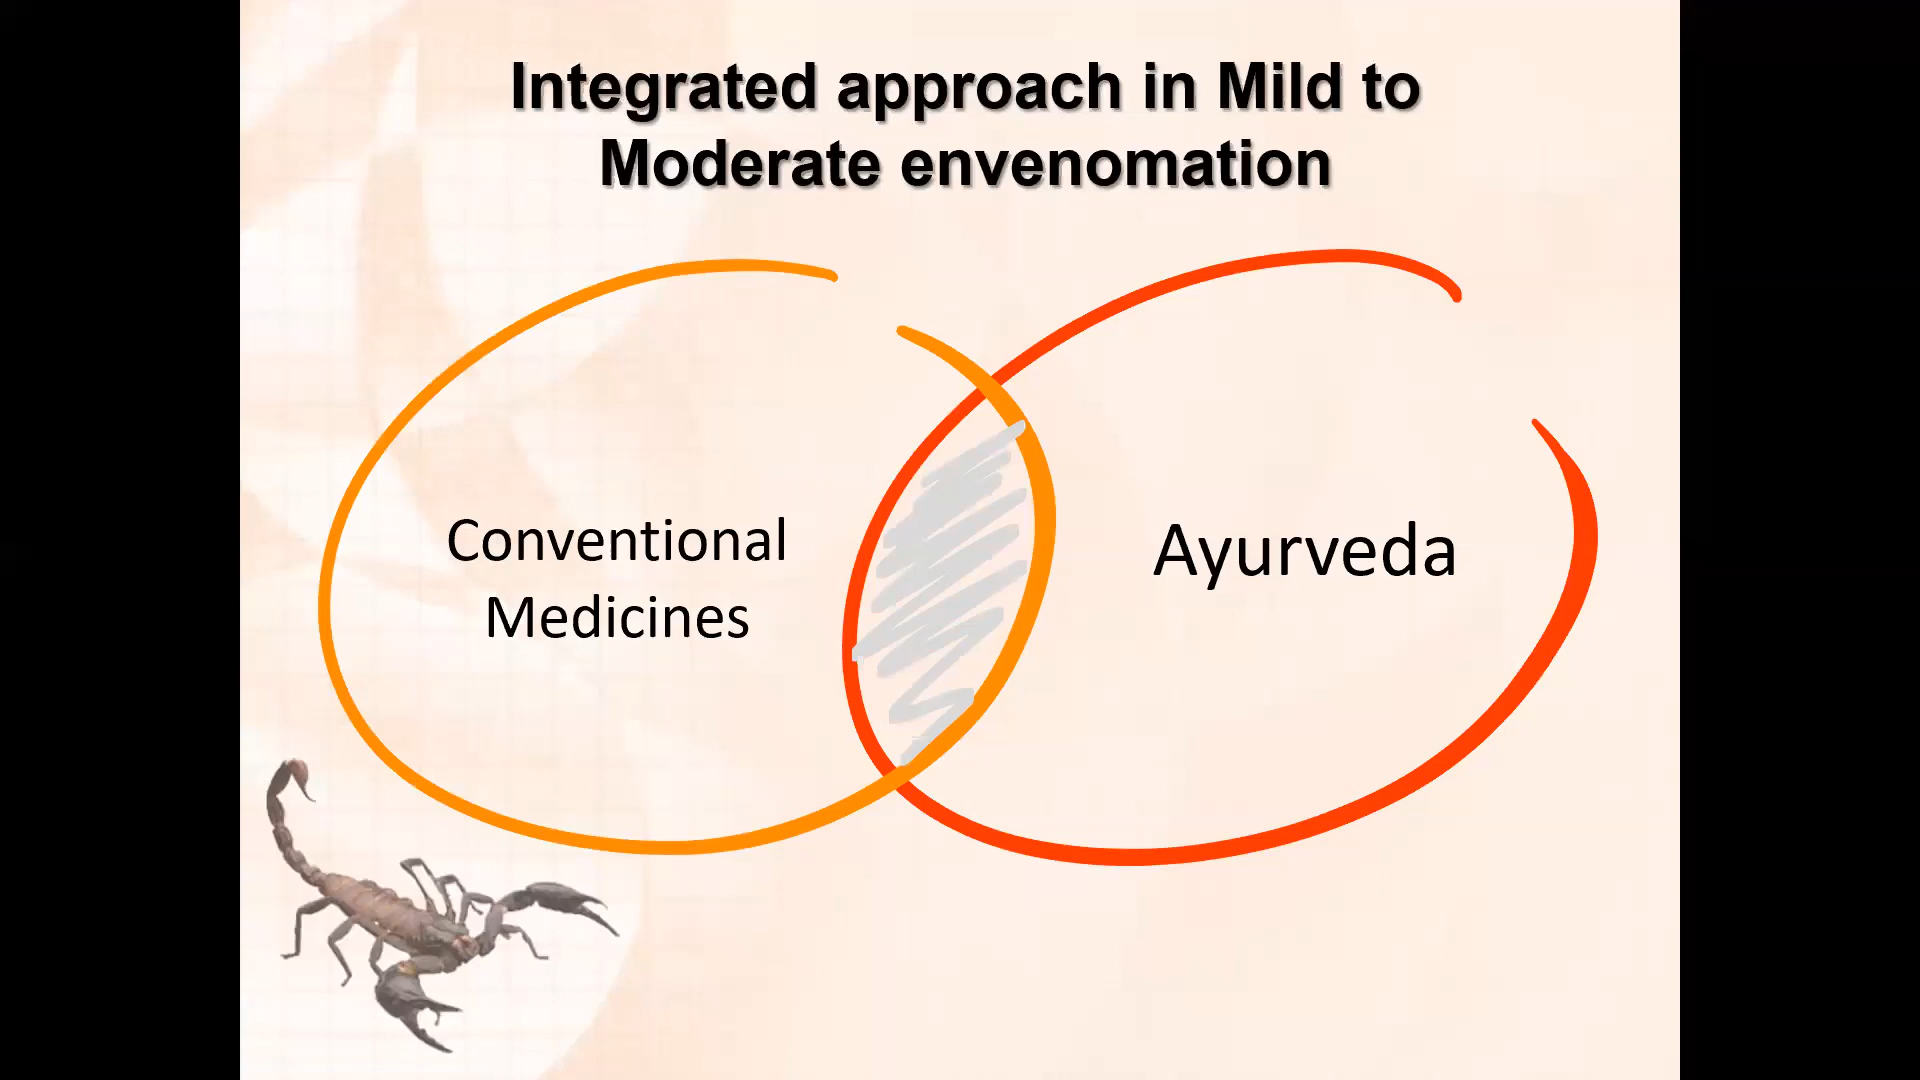 Integrated approach in Mild to
Moderate envenomation
Conventional
Medicines
Ayurveda